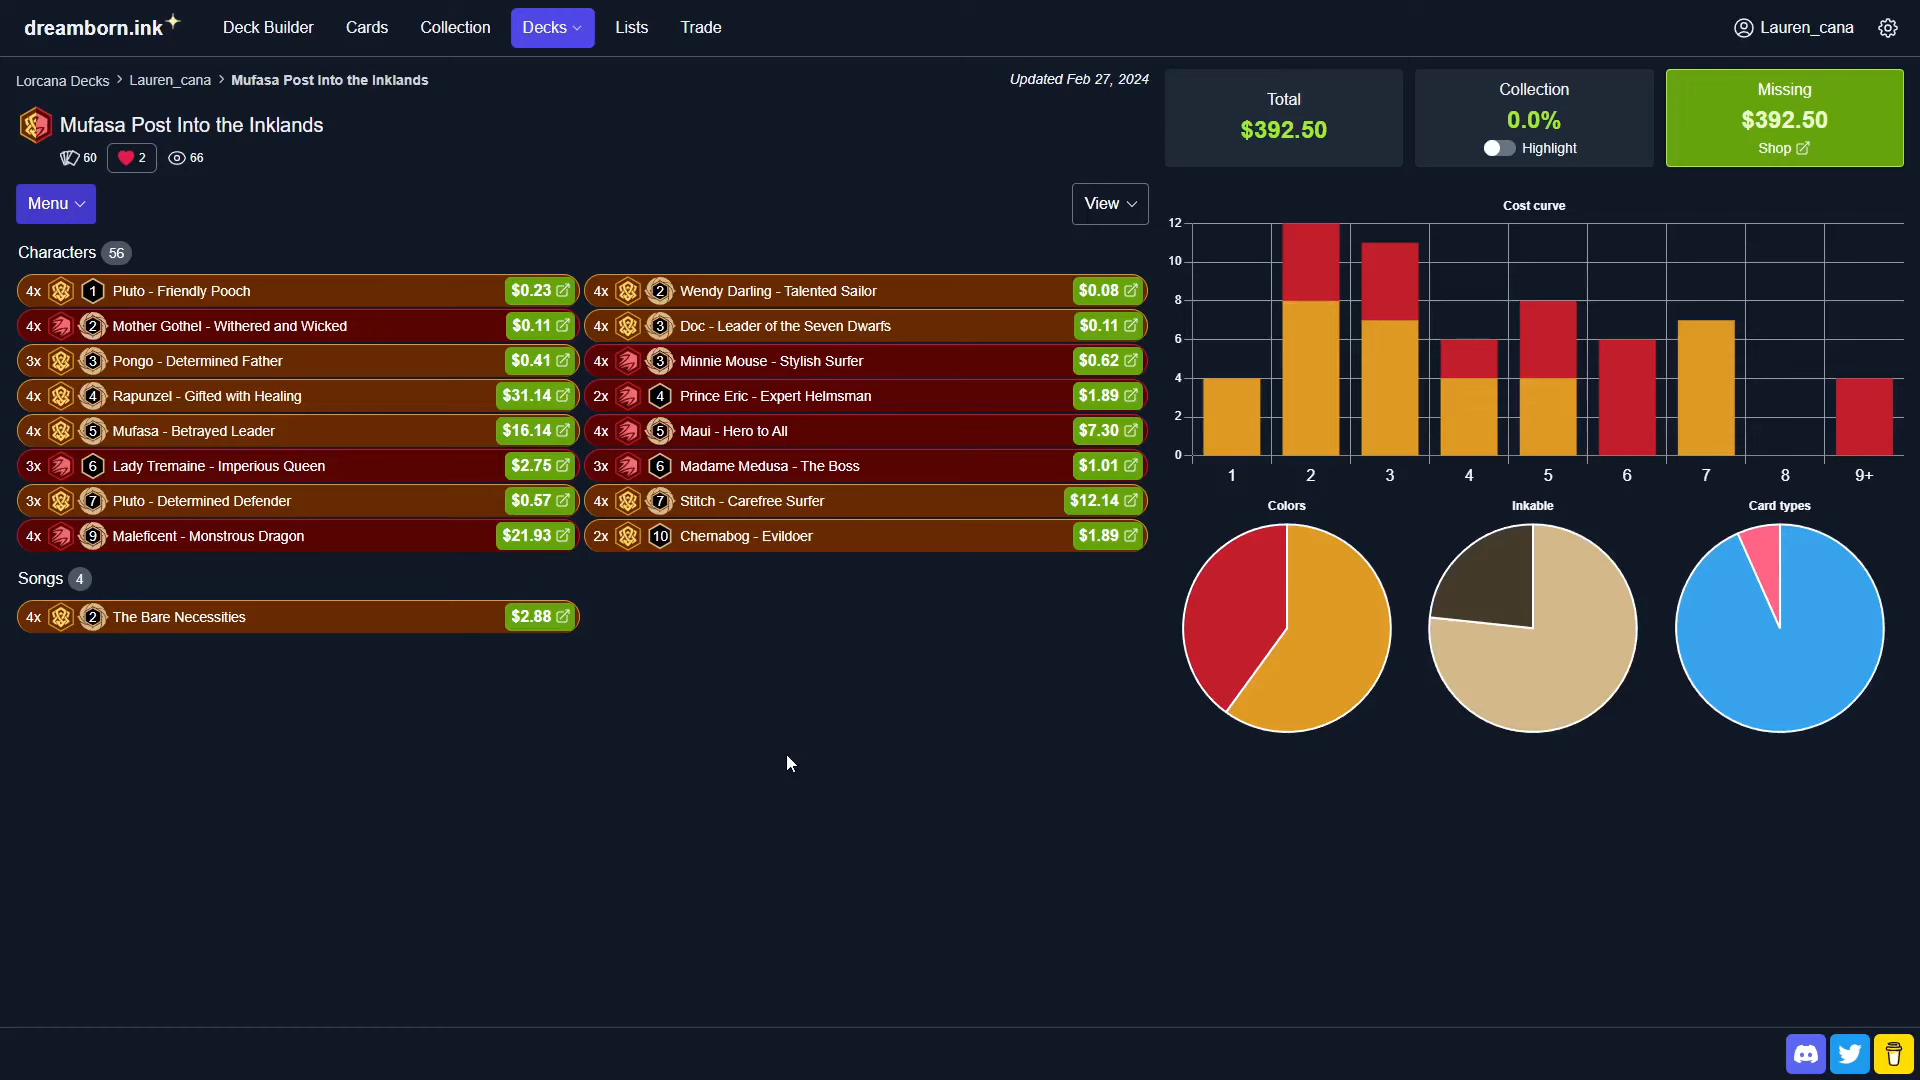 dreamborn.ink
Deck Builder
Cards
Collection
Decks
Lists
Trade
Lauren_cana
Lorcana Decks > Lauren_cana > Mufasa Post Into the Inklands
Updated Feb 27, 2024
Mufasa Post Into the Inklands
60
2
66
Total
$392.50
Collection
0.0%
Highlight
Missing
$392.50
Shop
Menu
View
Characters 56
4x 1 Pluto - Friendly Pooch $0.23
4x 2 Wendy Darling - Talented Sailor $0.08
4x 2 Mother Gothel - Withered and Wicked $0.11
4x 3 Doc - Leader of the Seven Dwarfs $0.11
3x 3 Pongo - Determined Father $0.41
4x 3 Minnie Mouse - Stylish Surfer $0.62
4x 4 Rapunzel - Gifted with Healing $31.14
2x 4 Prince Eric - Expert Helmsman $1.89
4x 5 Mufasa - Betrayed Leader $16.14
4x 5 Maui - Hero to All $7.30
3x 6 Lady Tremaine - Imperious Queen $2.75
3x 6 Madame Medusa - The Boss $1.01
3x 7 Pluto - Determined Defender $0.57
4x 7 Stitch - Carefree Surfer $12.14
4x 9 Maleficent - Monstrous Dragon $21.93
2x 10 Chernabog - Evildoer $1.89
Songs 4
4x 2 The Bare Necessities $2.88
Cost curve
12
10
8
6
4
2
0
1 2 3 4 5 6 7 8 9+
Colors
Inkable
Card types